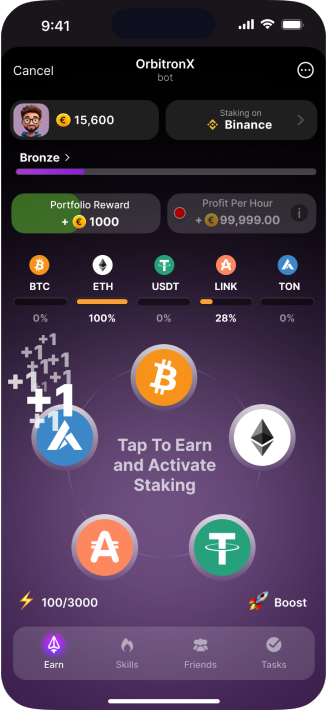 9:41
Cancel
OrbitronX
bot
15,600
Staking on
Binance
Bronze
Portfolio Reward
+ 1000
Profit Per Hour
+ 99,999.00
BTC
ETH
USDT
LINK
TON
0%
100%
0%
28%
0%
+1
+1
+1
+1
+1
+1
+1
+1
Tap To Earn
and Activate
Staking
100/3000
Boost
Earn
Skills
Friends
Tasks